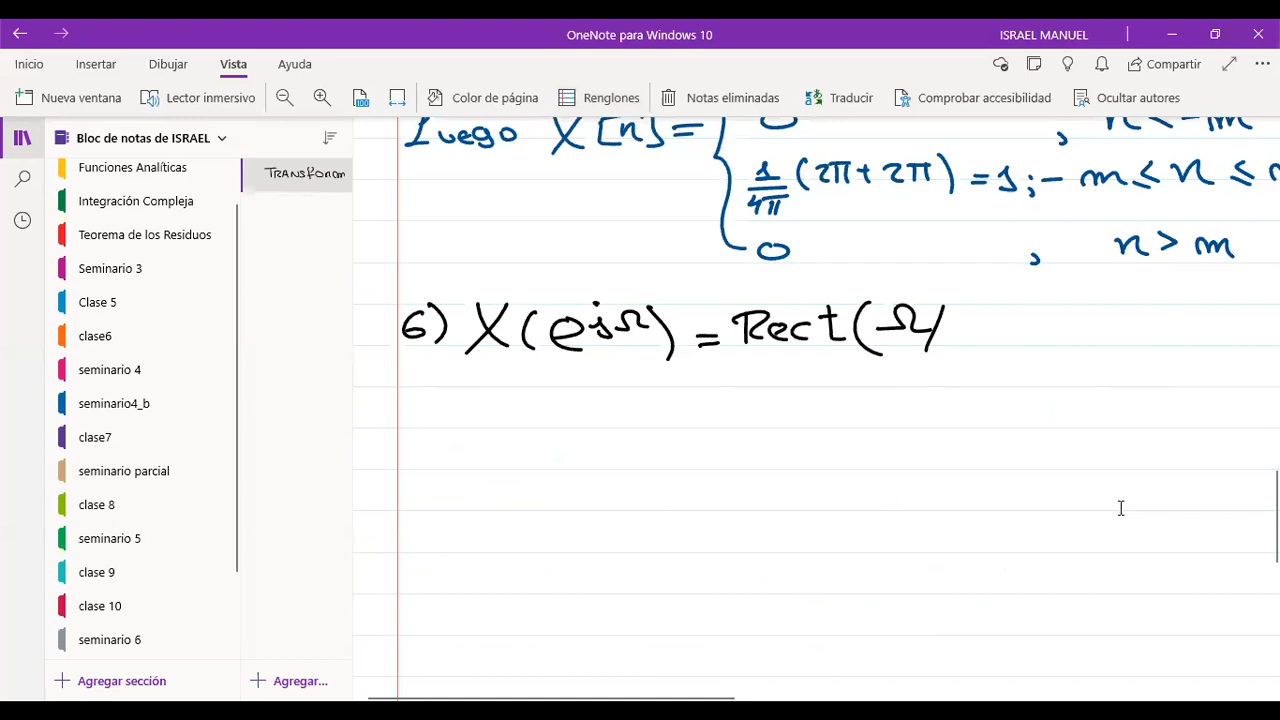 OneNote para Windows 10
ISRAEL MANUEL
Inicio Insertar Dibujar Vista Ayuda
Compartir
Nueva ventana Lector inmersivo Color de página Renglones Notas eliminadas Traducir Comprobar accesibilidad Ocultar autores
Bloc de notas de ISRAEL
Funciones Analíticas
TRANSfoRom
Integración Compleja
Teorema de los Residuos
Seminario 3
Clase 5
clase6
seminario 4
seminario4_b
clase7
seminario parcial
clase 8
seminario 5
clase 9
clase 10
seminario 6
Agregar sección
Agregar...
Luego X[n] = { 0 , n < -m
1/4π (2π + 2π) = 1 ; - m ≤ n ≤ m
0 , n > m
6) X(e^jΩ) = Rect(Ω/